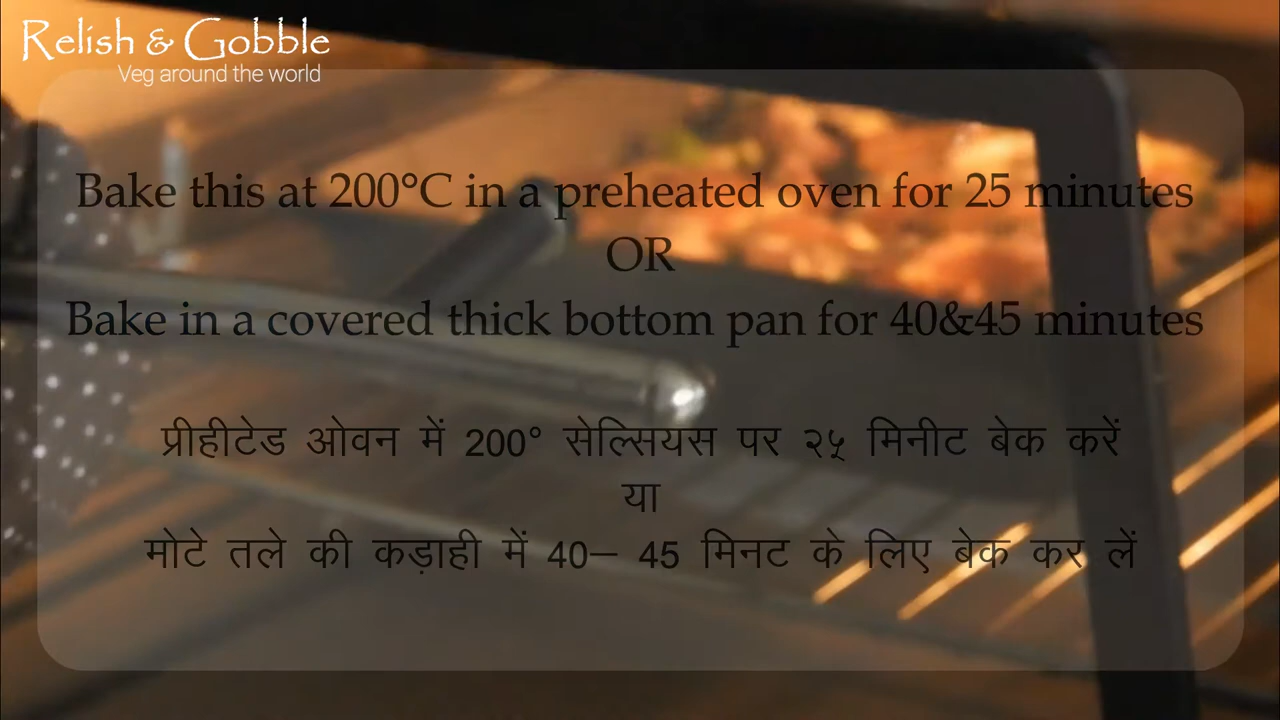 Relish & Gobble
Veg around the world
Bake this at 200°C in a preheated oven for 25 minutes
OR
Bake in a covered thick bottom pan for 40&45 minutes
प्रीहीटेड ओवन में 200° सेल्सियस पर २५ मिनीट बेक करें
या
मोटे तले की कड़ाही में 40– 45 मिनट के लिए बेक कर लें